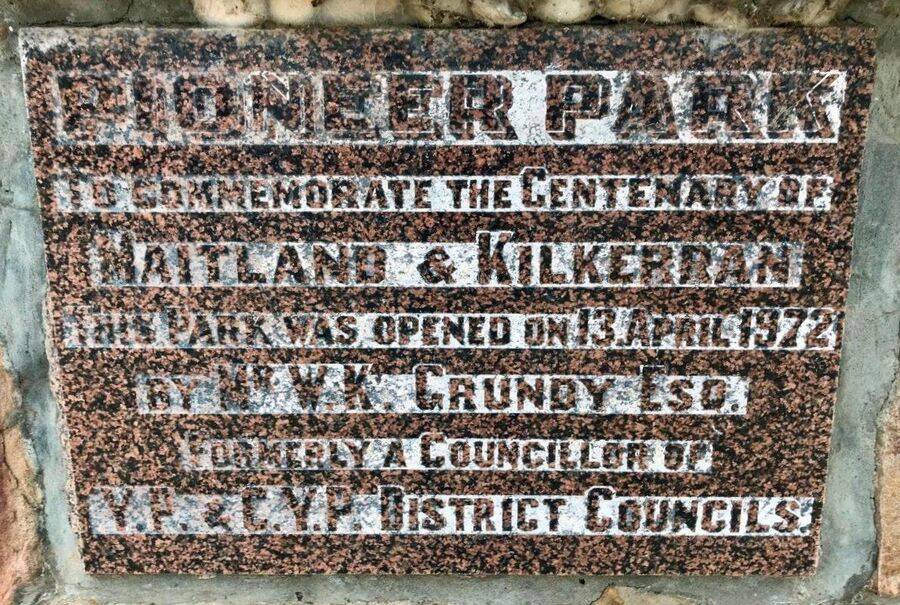 PIONEER PARK
TO COMMEMORATE THE CENTENARY OF
MAITLAND & KILKERRAN
THIS PARK WAS OPENED ON 13 APRIL 1972
BY MR W.K. CRUNDY ESQ.
FORMERLY A COUNCILLOR OF
Y.P. & C.Y.P. DISTRICT COUNCILS